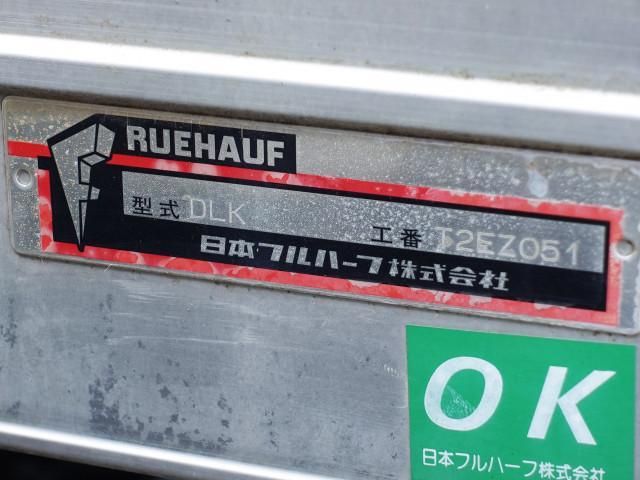 RUEHAUF
型式 DLK
工番 T2EZ051
日本フルハーフ株式会社
OK
日本フルハーフ株式会社